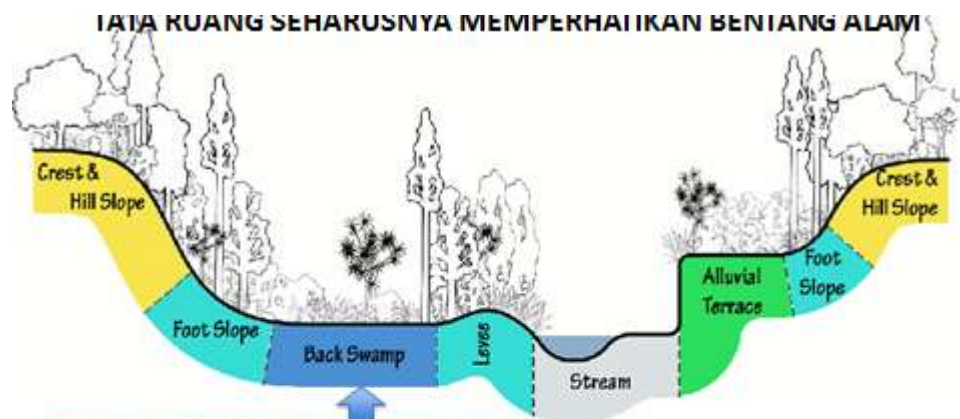 TATA RUANG SEHARUSNYA MEMPERHATIKAN BENTANG ALAM
Crest &
Hill Slope
Foot Slope
Back Swamp
Levee
Stream
Alluvial
Terrace
Foot
Slope
Crest &
Hill Slope